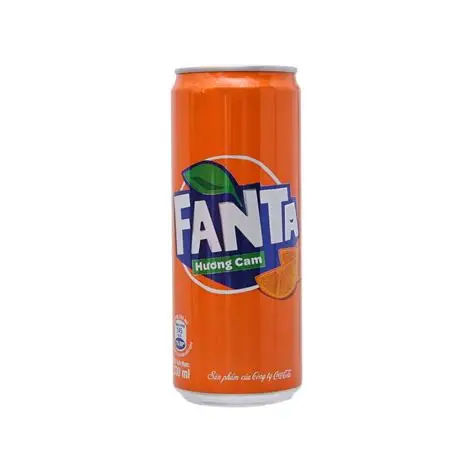 FANTA
Hương Cam
Sản phẩm của Công ty Coca-Cola